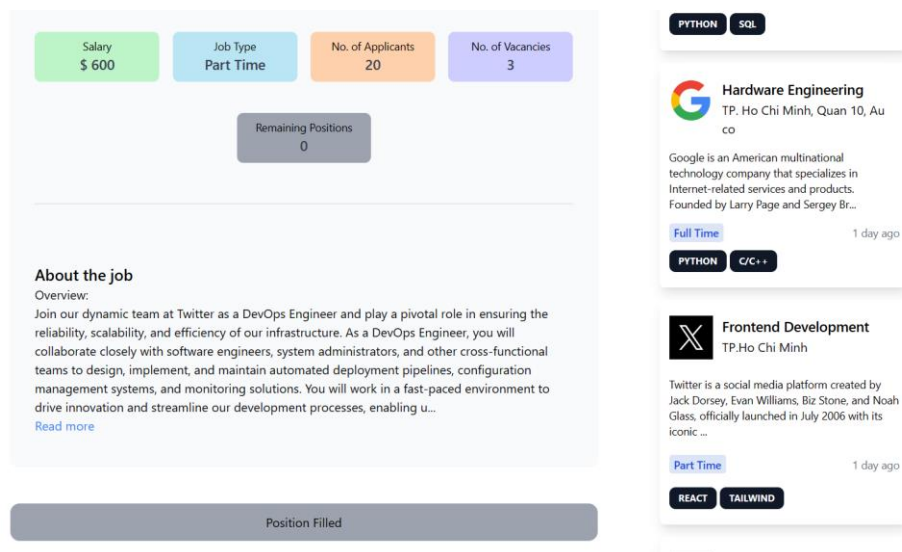 Salary
$ 600
Job Type
Part Time
No. of Applicants
20
No. of Vacancies
3
Remaining Positions
0
About the job
Overview:
Join our dynamic team at Twitter as a DevOps Engineer and play a pivotal role in ensuring the
reliability, scalability, and efficiency of our infrastructure. As a DevOps Engineer, you will
collaborate closely with software engineers, system administrators, and other cross-functional
teams to design, implement, and maintain automated deployment pipelines, configuration
management systems, and monitoring solutions. You will work in a fast-paced environment to
drive innovation and streamline our development processes, enabling u...
Read more
Position Filled
PYTHON SQL
Hardware Engineering
TP. Ho Chi Minh, Quan 10, Au
co
Google is an American multinational
technology company that specializes in
Internet-related services and products.
Founded by Larry Page and Sergey Br...
Full Time 1 day ago
PYTHON C/C++
Frontend Development
TP.Ho Chi Minh
Twitter is a social media platform created by
Jack Dorsey, Evan Williams, Biz Stone, and Noah
Glass, officially launched in July 2006 with its
iconic ...
Part Time 1 day ago
REACT TAILWIND